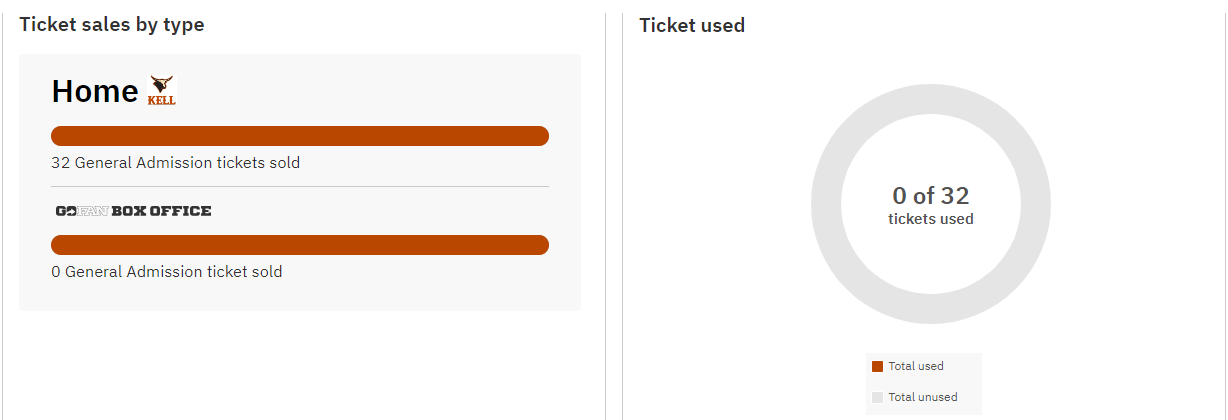 Ticket sales by type
Home
KELL
32 General Admission tickets sold
GOFAN BOX OFFICE
0 General Admission ticket sold
Ticket used
0 of 32
tickets used
Total used
Total unused